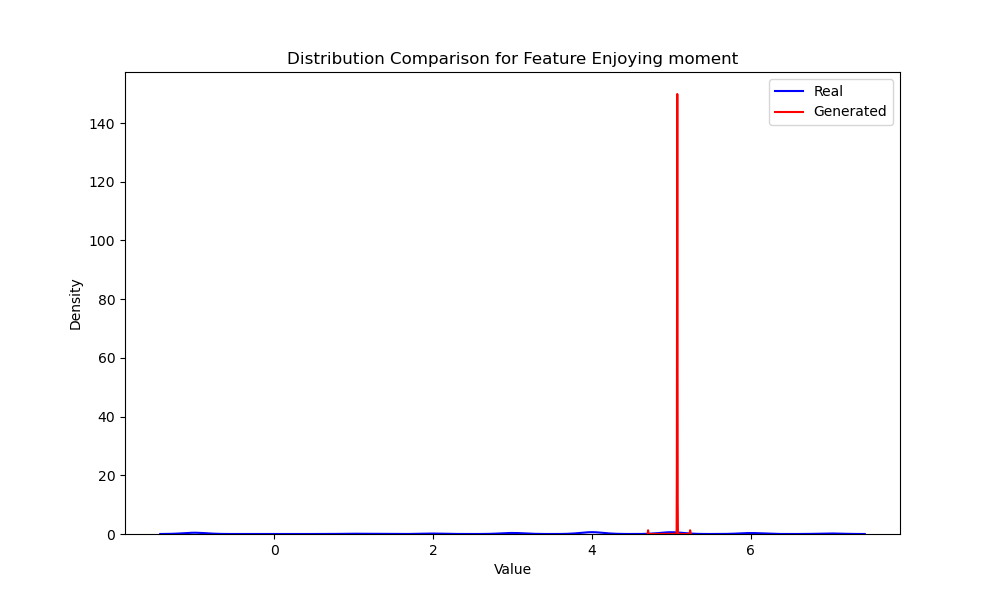 Distribution Comparison for Feature Enjoying moment
Real
Generated
140
120
100
80
60
40
20
0
Density
0 2 4 6
Value